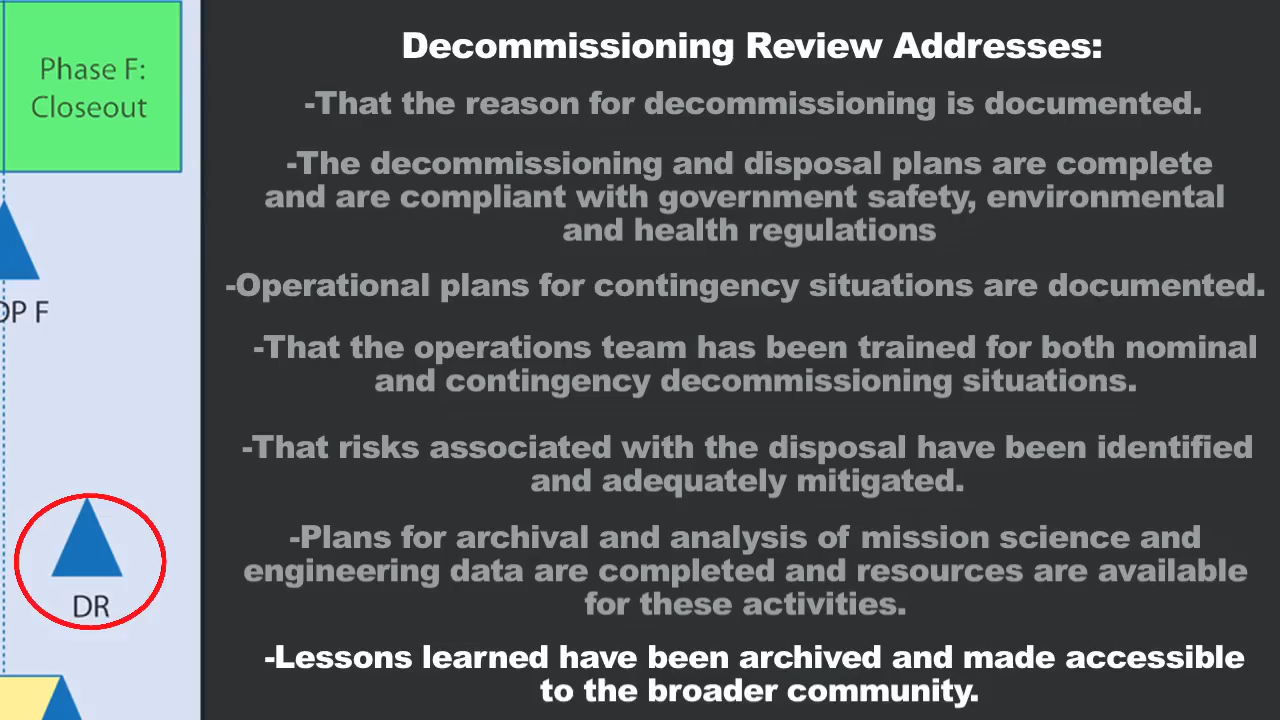 Phase F:
Closeout
DP F
DR
Decommissioning Review Addresses:
-That the reason for decommissioning is documented.
-The decommissioning and disposal plans are complete
and are compliant with government safety, environmental
and health regulations
-Operational plans for contingency situations are documented.
-That the operations team has been trained for both nominal
and contingency decommissioning situations.
-That risks associated with the disposal have been identified
and adequately mitigated.
-Plans for archival and analysis of mission science and
engineering data are completed and resources are available
for these activities.
-Lessons learned have been archived and made accessible
to the broader community.